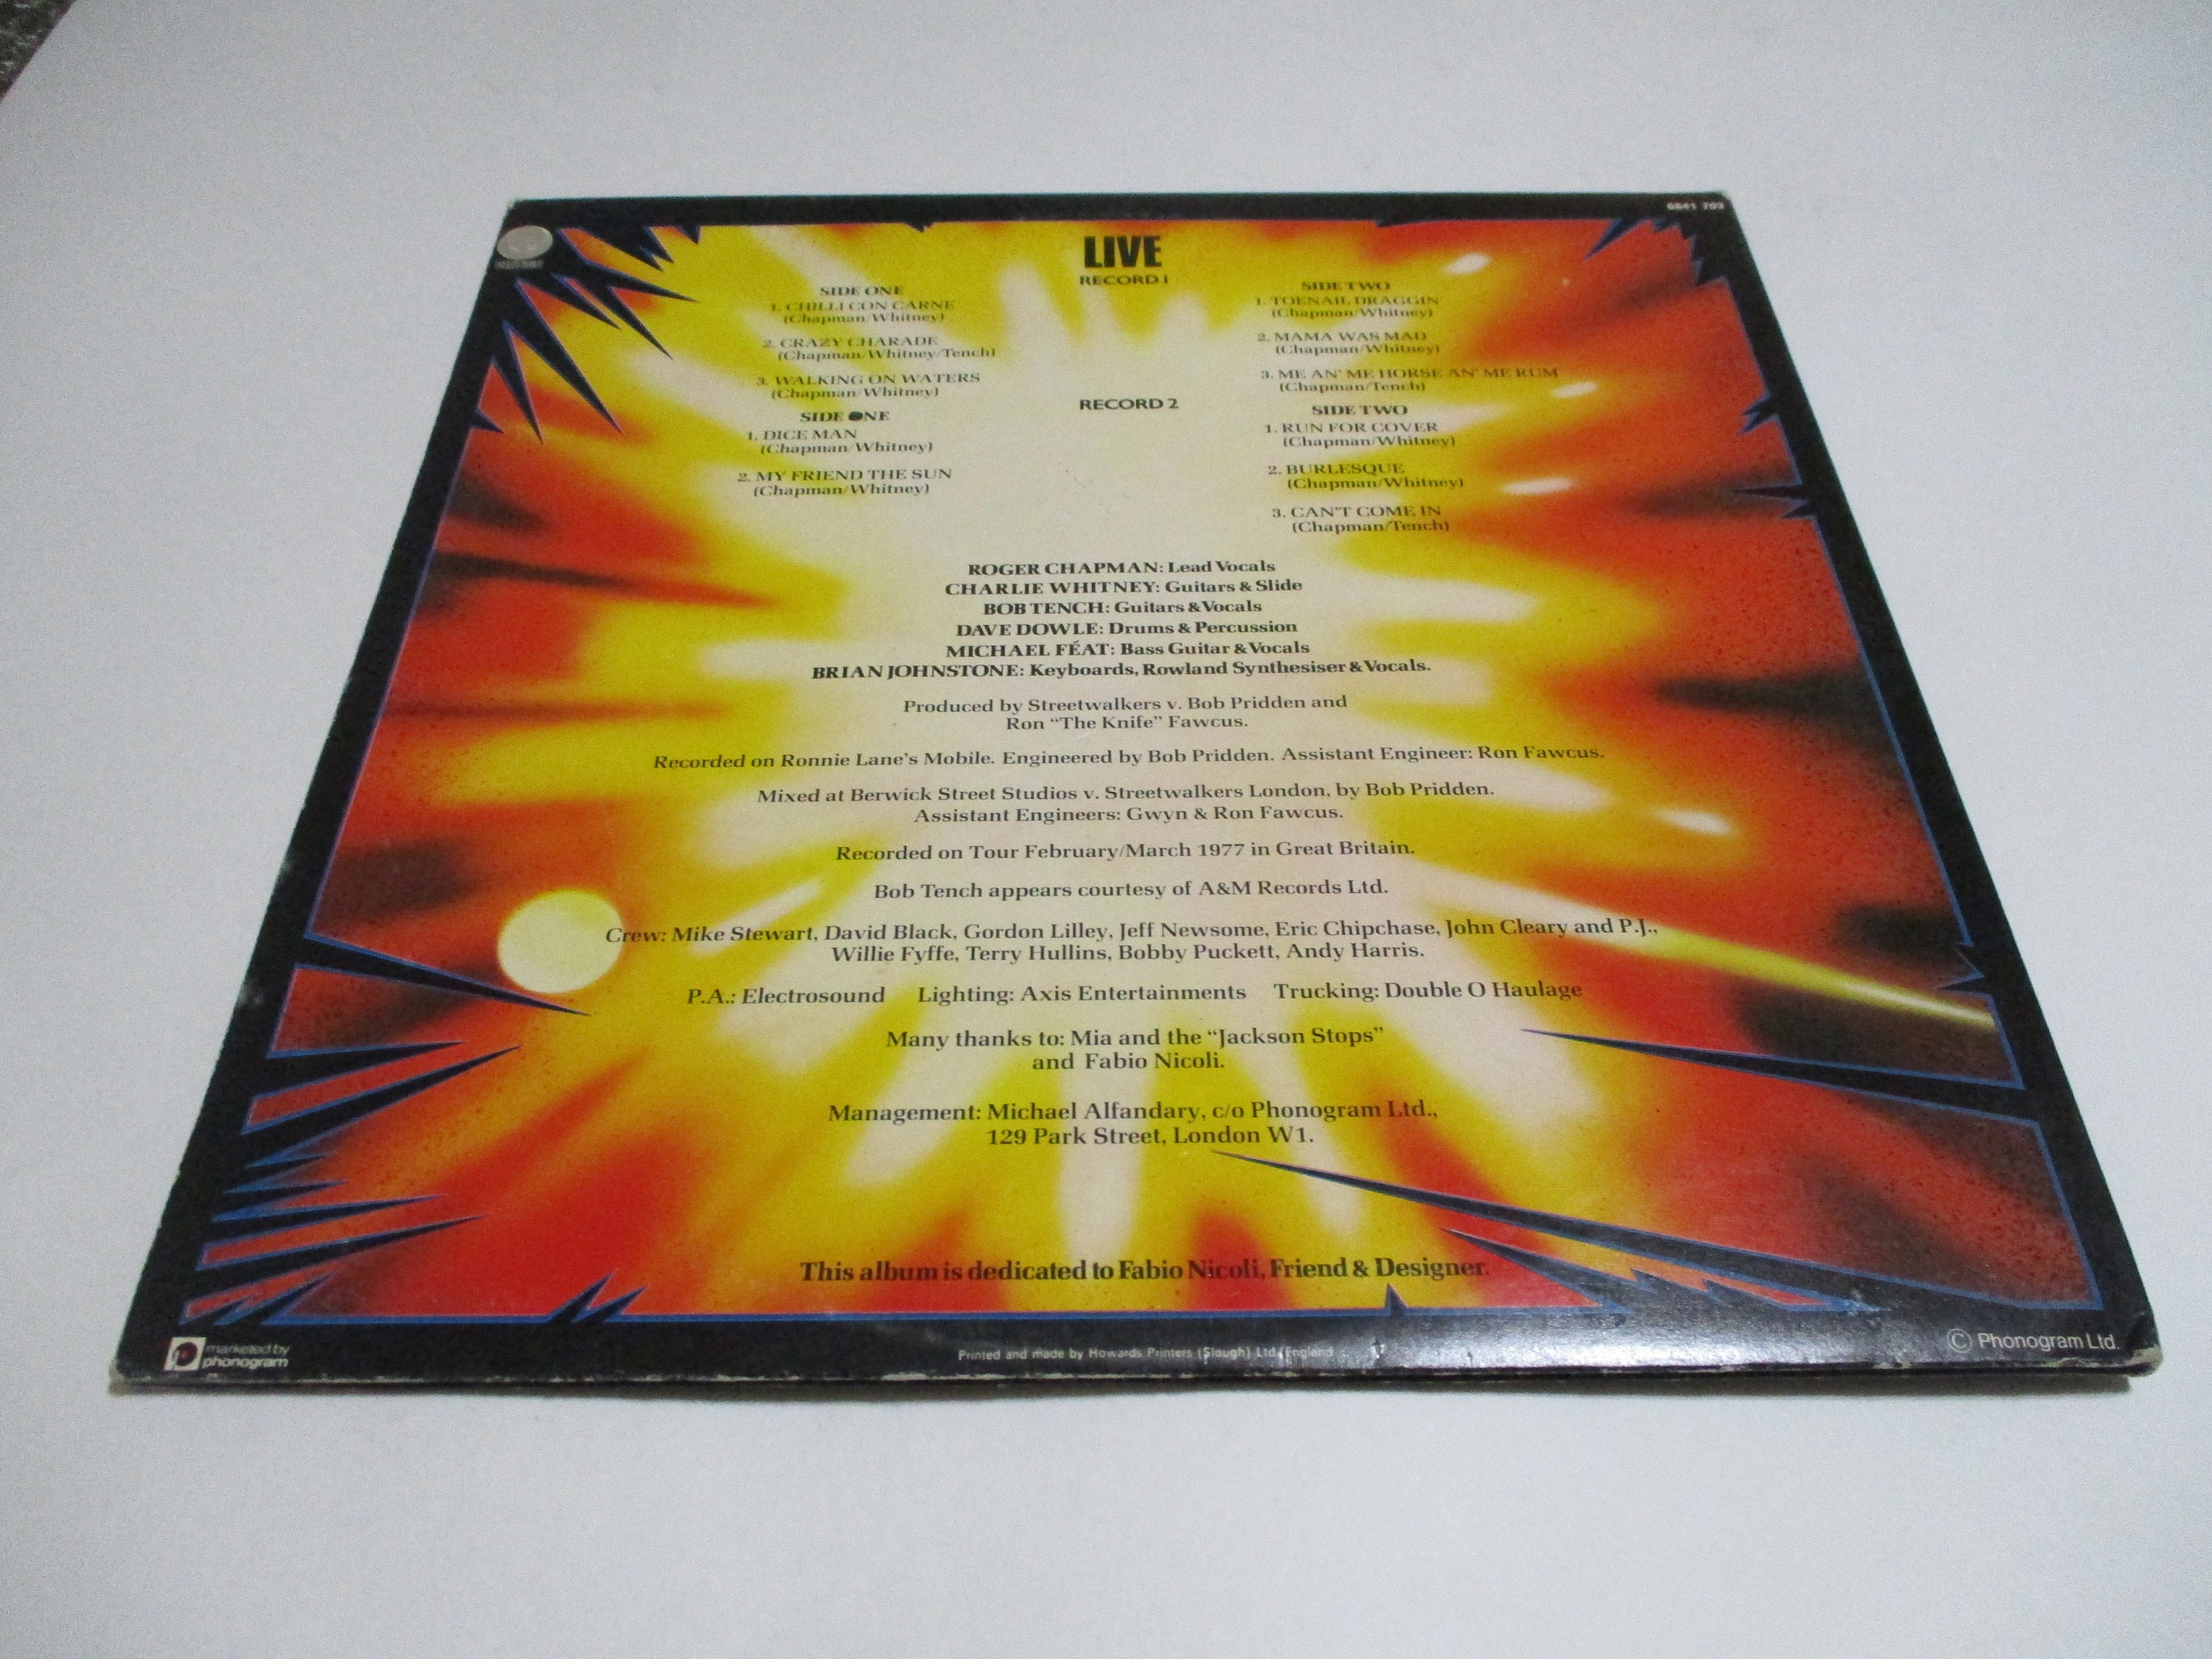 6641 703
LIVE
RECORD 1
SIDE ONE
1. CHILLI CON CARNE
(Chapman/Whitney)
2. CRAZY CHARADE
(Chapman/Whitney/Tench)
3. WALKING ON WATERS
(Chapman/Whitney)
SIDE TWO
1. TOENAIL DRAGGIN
(Chapman/Whitney)
2. MAMA WAS MAD
(Chapman/Whitney)
3. ME AN' ME HORSE AN' ME RUM
(Chapman/Tench)
RECORD 2
SIDE ONE
1. DICE MAN
(Chapman/Whitney)
2. MY FRIEND THE SUN
(Chapman/Whitney)
SIDE TWO
1. RUN FOR COVER
(Chapman/Whitney)
2. BURLESQUE
(Chapman/Whitney)
3. CAN'T COME IN
(Chapman/Tench)
ROGER CHAPMAN: Lead Vocals
CHARLIE WHITNEY: Guitars & Slide
BOB TENCH: Guitars & Vocals
DAVE DOWLE: Drums & Percussion
MICHAEL FÉAT: Bass Guitar & Vocals
BRIAN JOHNSTONE: Keyboards, Rowland Synthesiser & Vocals.
Produced by Streetwalkers v. Bob Pridden and
Ron “The Knife” Fawcus.
Recorded on Ronnie Lane's Mobile. Engineered by Bob Pridden. Assistant Engineer: Ron Fawcus.
Mixed at Berwick Street Studios v. Streetwalkers London, by Bob Pridden.
Assistant Engineers: Gwyn & Ron Fawcus.
Recorded on Tour February/March 1977 in Great Britain.
Bob Tench appears courtesy of A&M Records Ltd.
Crew: Mike Stewart, David Black, Gordon Lilley, Jeff Newsome, Eric Chipchase, John Cleary and P.J.,
Willie Fyffe, Terry Hullins, Bobby Puckett, Andy Harris.
P.A.: Electrosound Lighting: Axis Entertainments Trucking: Double O Haulage
Many thanks to: Mia and the “Jackson Stops”
and Fabio Nicoli.
Management: Michael Alfandary, c/o Phonogram Ltd.,
129 Park Street, London W1.
This album is dedicated to Fabio Nicoli, Friend & Designer.
marketed by
phonogram
Printed and made by Howards Printers (Slough) Ltd. England
© Phonogram Ltd.